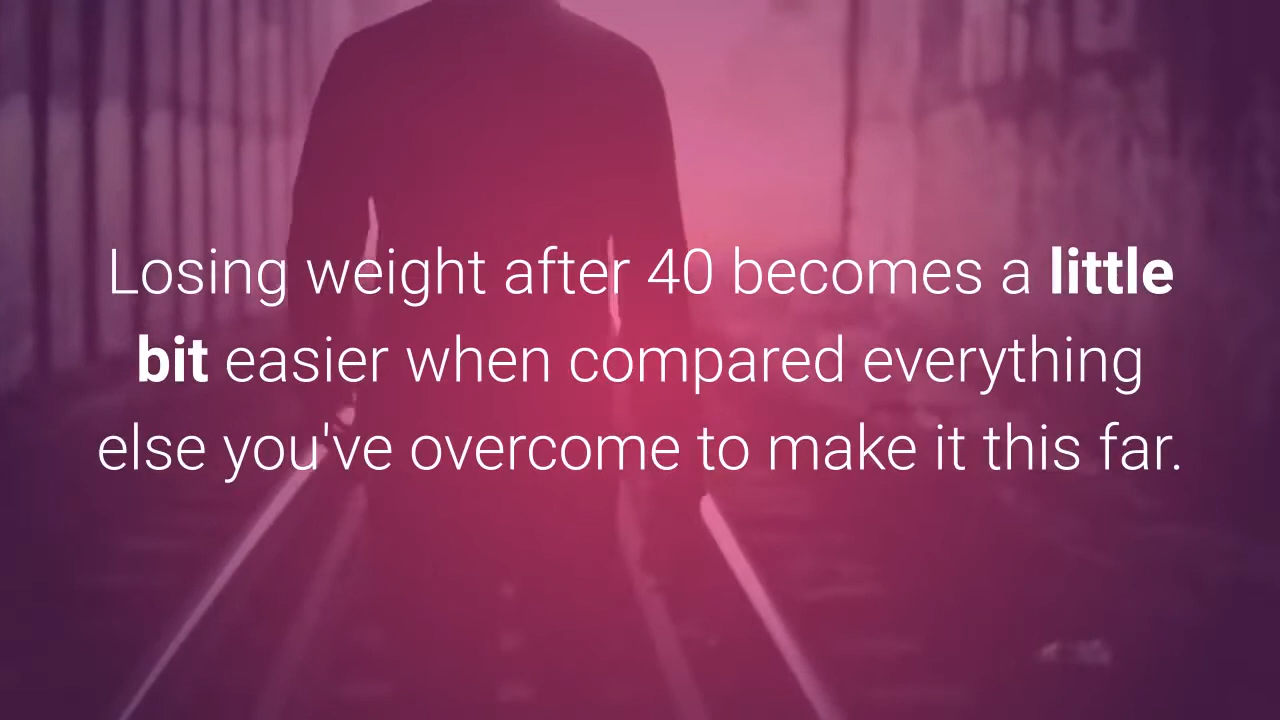 Losing weight after 40 becomes a little
bit easier when compared everything
else you've overcome to make it this far.